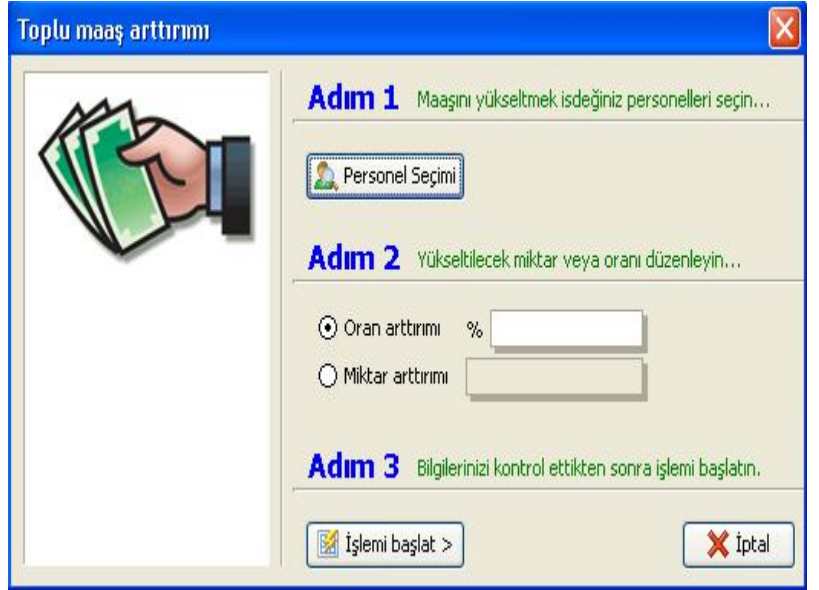 Toplu maaş arttırımı
Adım 1 Maaşını yükseltmek isdeğiniz personelleri seçin...
Personel Seçimi
Adım 2 Yükseltilecek miktar veya oranı düzenleyin...
Oran arttırımı %
Miktar arttırımı
Adım 3 Bilgilerinizi kontrol ettikten sonra işlemi başlatın.
İşlemi başlat > İptal